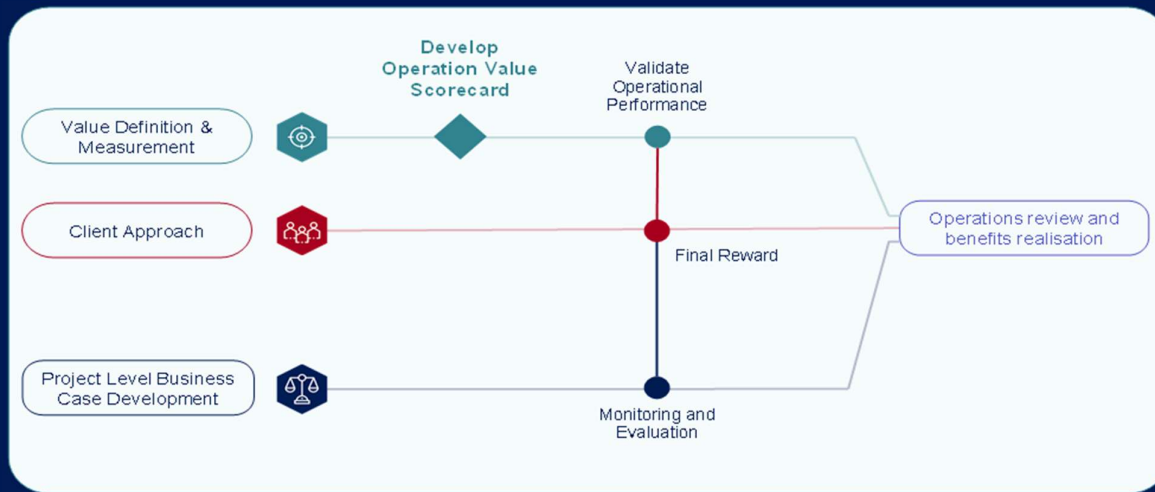 Develop
Operation Value
Scorecard
Validate
Operational
Performance
Value Definition &
Measurement
Client Approach
Final Reward
Operations review and
benefits realisation
Project Level Business
Case Development
Monitoring and
Evaluation